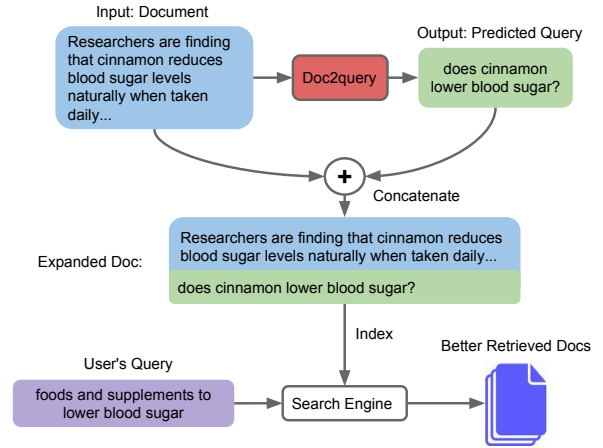 Input: Document
Output: Predicted Query
Researchers are finding
that cinnamon reduces
blood sugar levels
naturally when taken
daily...
Doc2query
does cinnamon
lower blood sugar?
+
Concatenate
Expanded Doc:
Researchers are finding that cinnamon reduces
blood sugar levels naturally when taken daily...
does cinnamon lower blood sugar?
Index
User's Query
Better Retrieved Docs
foods and supplements to
lower blood sugar
Search Engine